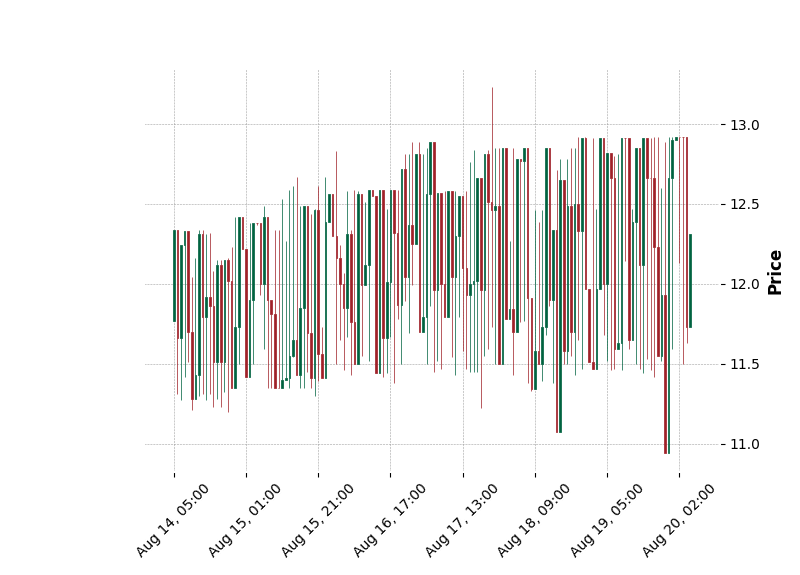 13.0
12.5
12.0
11.5
11.0
Price
Aug 14, 05:00
Aug 15, 01:00
Aug 15, 21:00
Aug 16, 17:00
Aug 17, 13:00
Aug 18, 09:00
Aug 19, 05:00
Aug 20, 02:00